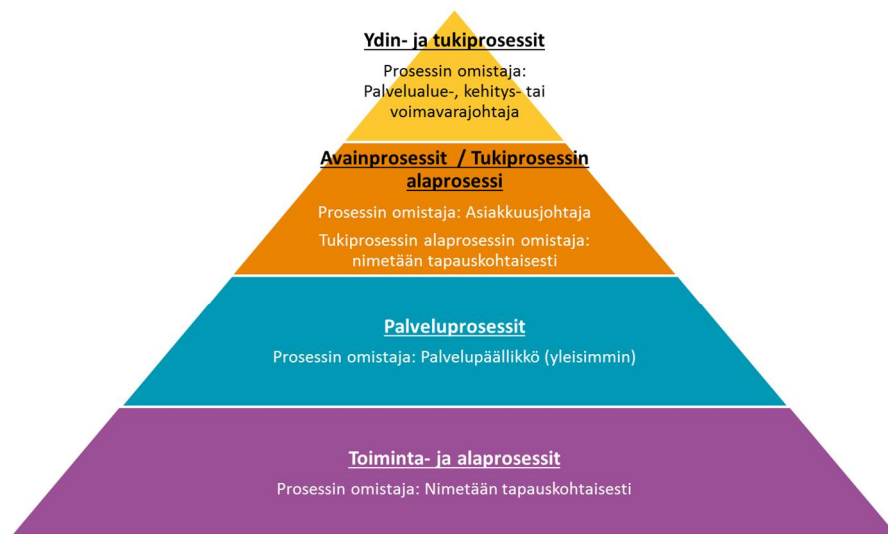 Ydin- ja tukiprosessit
Prosessin omistaja:
Palvelualue-, kehitys- tai
voimavarajohtaja
Avainprosessit / Tukiprosessin
alaprosessi
Prosessin omistaja: Asiakkuusjohtaja
Tukiprosessin alaprosessin omistaja:
nimetään tapauskohtaisesti
Palveluprosessit
Prosessin omistaja: Palvelupäällikkö (yleisimmin)
Toiminta- ja alaprosessit
Prosessin omistaja: Nimetään tapauskohtaisesti